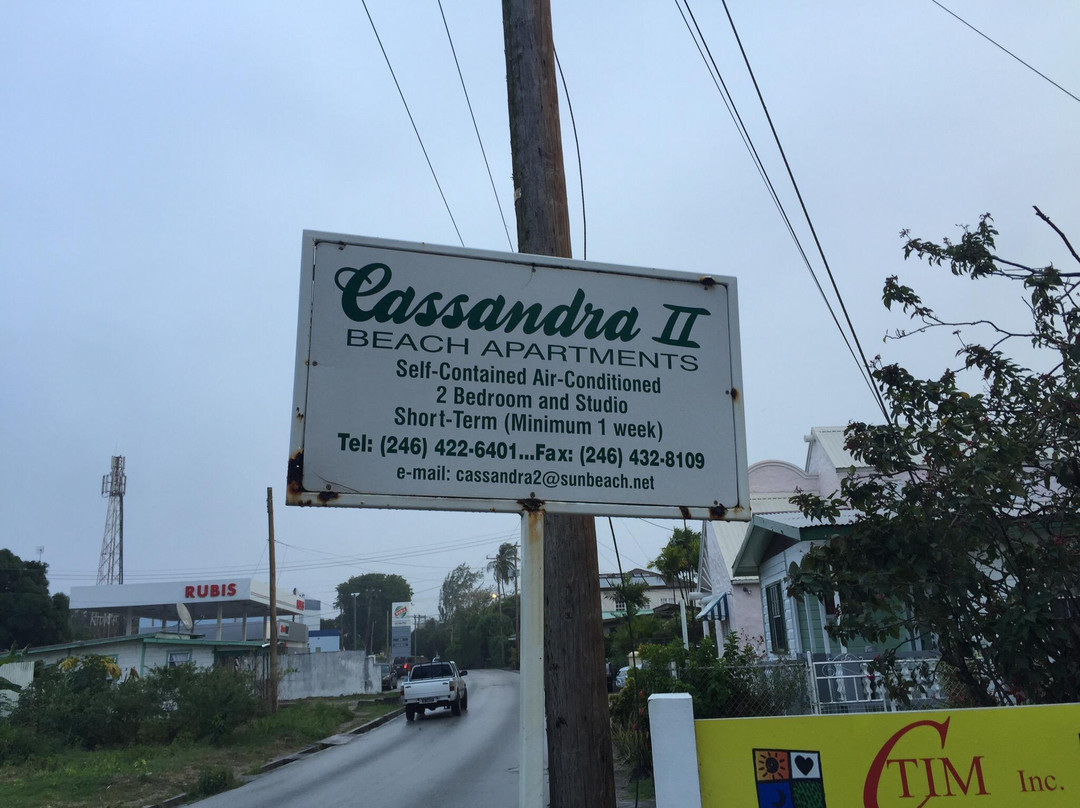 Cassandra II
BEACH APARTMENTS
Self-Contained Air-Conditioned
2 Bedroom and Studio
Short-Term (Minimum 1 week)
Tel: (246) 422-6401...Fax: (246) 432-8109
e-mail: cassandra2@sunbeach.net
RUBIS
CTIM Inc.